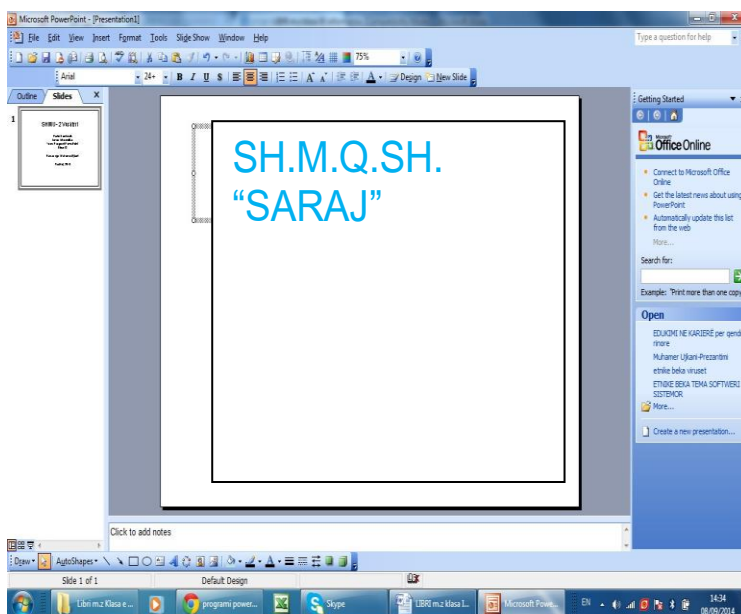 Microsoft PowerPoint - [Presentation1]
File Edit View Insert Format Tools Slide Show Window Help
Type a question for help
75%
Arial 24+ B I U S Design New Slide
Outline Slides X
Getting Started
1
SH.M.Q.SH.
“SARAJ”
Office Online
Connect to Microsoft Office Online
Get the latest news about using PowerPoint
Automatically update this list from the web
More...
Search for:
Example: "Print more than one copy
Open
EDUKIMI NE KARIERË per qend
rinore
Muhamer Ujkani-Prezantimi
etnike beka viruset
ETNIKE BEKA TEMA SOFTWERI
SISTEMOR
More...
Create a new presentation...
Click to add notes
Draw AutoShapes
Slide 1 of 1 Default Design
Libri m.z Klasa e ... programi power... Skype LIBRI m.z klasa I... Microsoft Powe... EN 14:34
08/09/2014